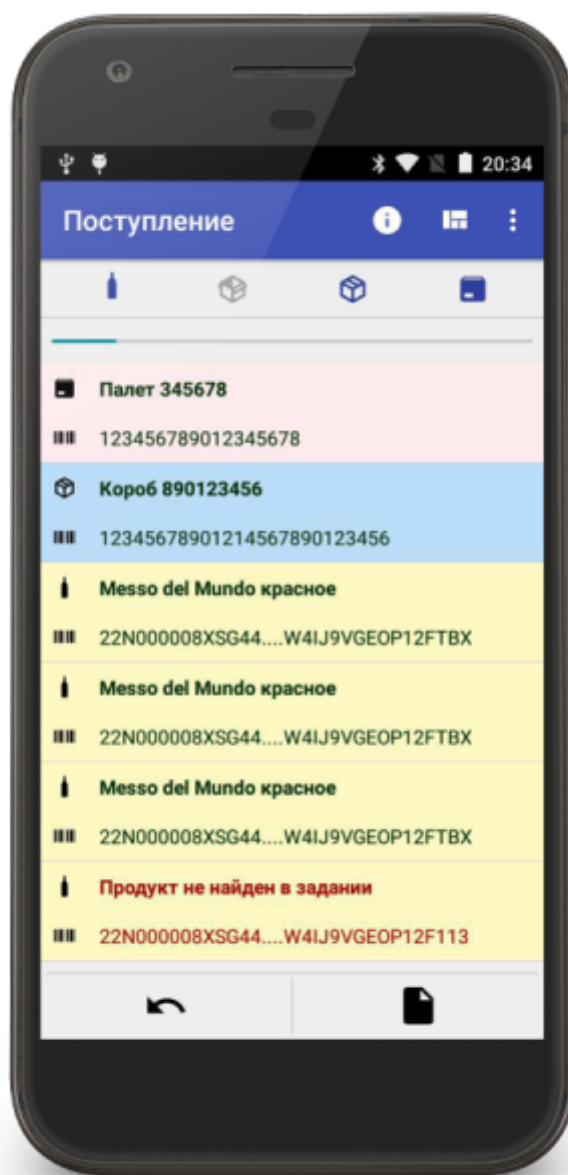 20:34
Поступление
Палет 345678
123456789012345678
Короб 890123456
12345678901214567890123456
Messo del Mundo красное
22N000008XSG44....W4IJ9VGEOP12FTBX
Messo del Mundo красное
22N000008XSG44....W4IJ9VGEOP12FTBX
Messo del Mundo красное
22N000008XSG44....W4IJ9VGEOP12FTBX
Продукт не найден в задании
22N000008XSG44....W4IJ9VGEOP12F113